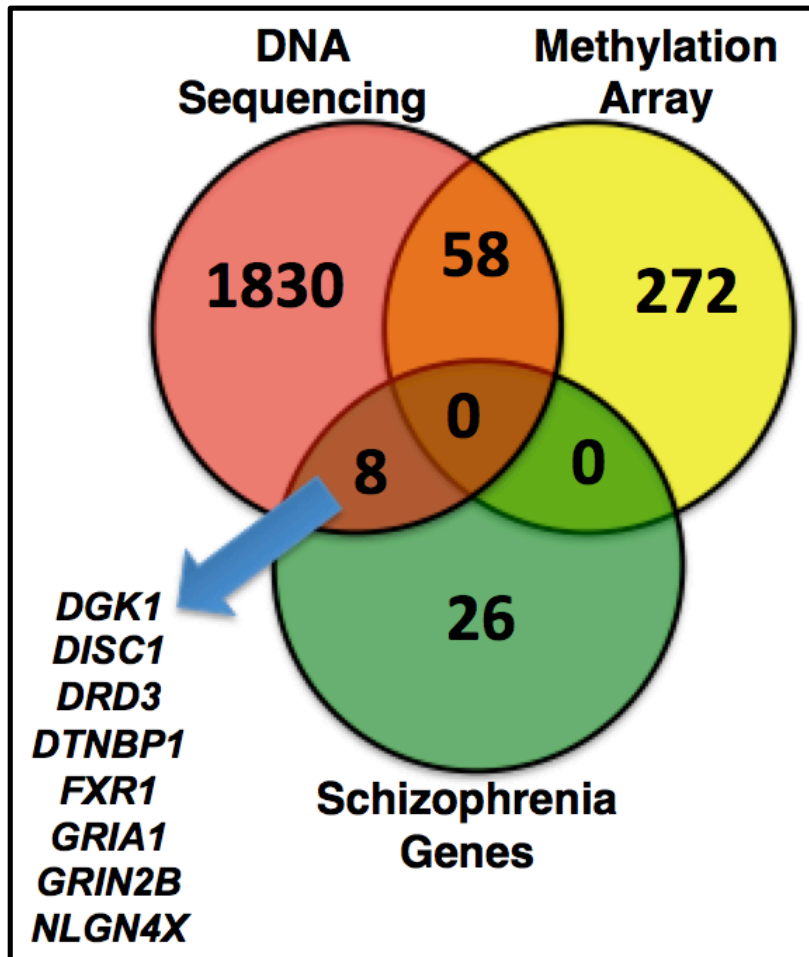 DNA
Sequencing
Methylation
Array
1830
58
272
0
8
0
26
DGK1
DISC1
DRD3
DTNBP1
FXR1
GRIA1
GRIN2B
NLGN4X
Schizophrenia
Genes